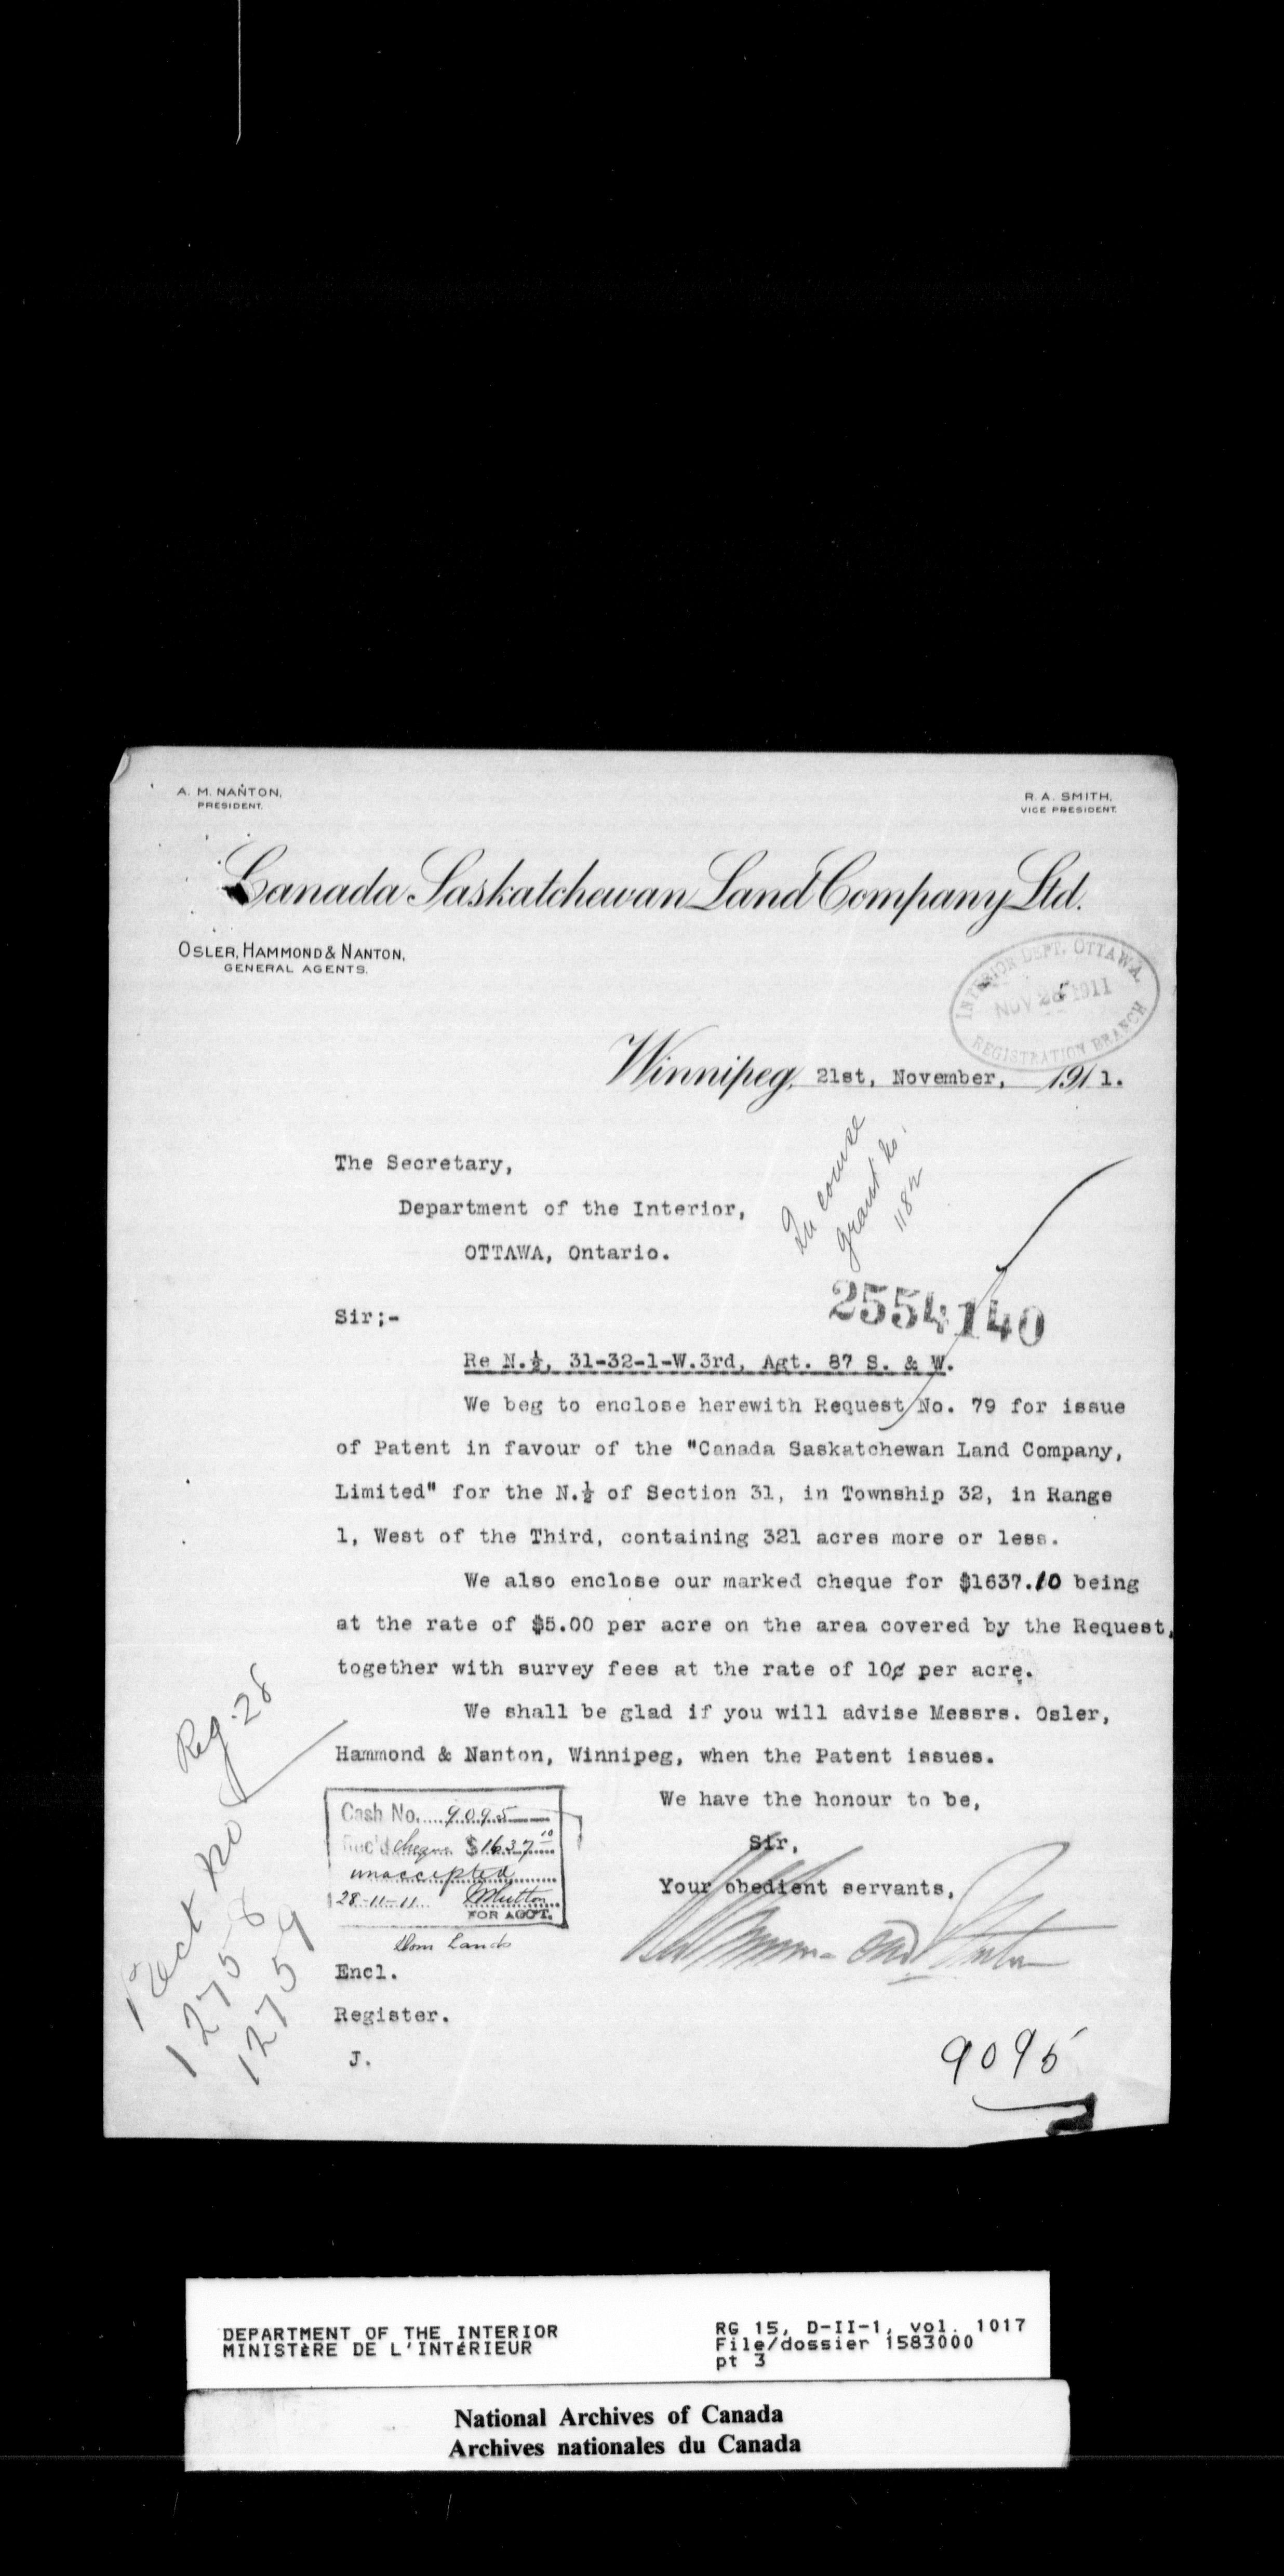 A. M. NANTON,
PRESIDENT.
R. A. SMITH,
VICE PRESIDENT.
Canada Saskatchewan Land Company Ltd.
OSLER, HAMMOND & NANTON,
GENERAL AGENTS.
INTERIOR DEPT. OTTAWA.
NOV 28 1911
REGISTRATION BRANCH
Winnipeg, 21st, November, 1911.
In course
grant no.
1182
The Secretary,
Department of the Interior,
OTTAWA, Ontario.
2554140
Sir;-
Re N.½, 31-32-1-W.3rd, Agt. 87 S. & W.
We beg to enclose herewith Request No. 79 for issue
of Patent in favour of the "Canada Saskatchewan Land Company,
Limited" for the N.½ of Section 31, in Township 32, in Range
1, West of the Third, containing 321 acres more or less.
We also enclose our marked cheque for $1637.10 being
at the rate of $5.00 per acre on the area covered by the Request,
together with survey fees at the rate of 10¢ per acre.
We shall be glad if you will advise Messrs. Osler,
Hammond & Nanton, Winnipeg, when the Patent issues.
We have the honour to be,
Sir,
Your obedient servants,
Reg. 28
Rect No
12758
12759
Cash No. 9095
Rec'd cheque $1637 10
unaccepted
28-11-11
FOR ACC'T.
Dom Lands
Encl.
Register.
J.
9095
DEPARTMENT OF THE INTERIOR
MINISTÈRE DE L'INTÉRIEUR
RG 15, D-II-1, vol. 1017
File/dossier 1583000
pt 3
National Archives of Canada
Archives nationales du Canada